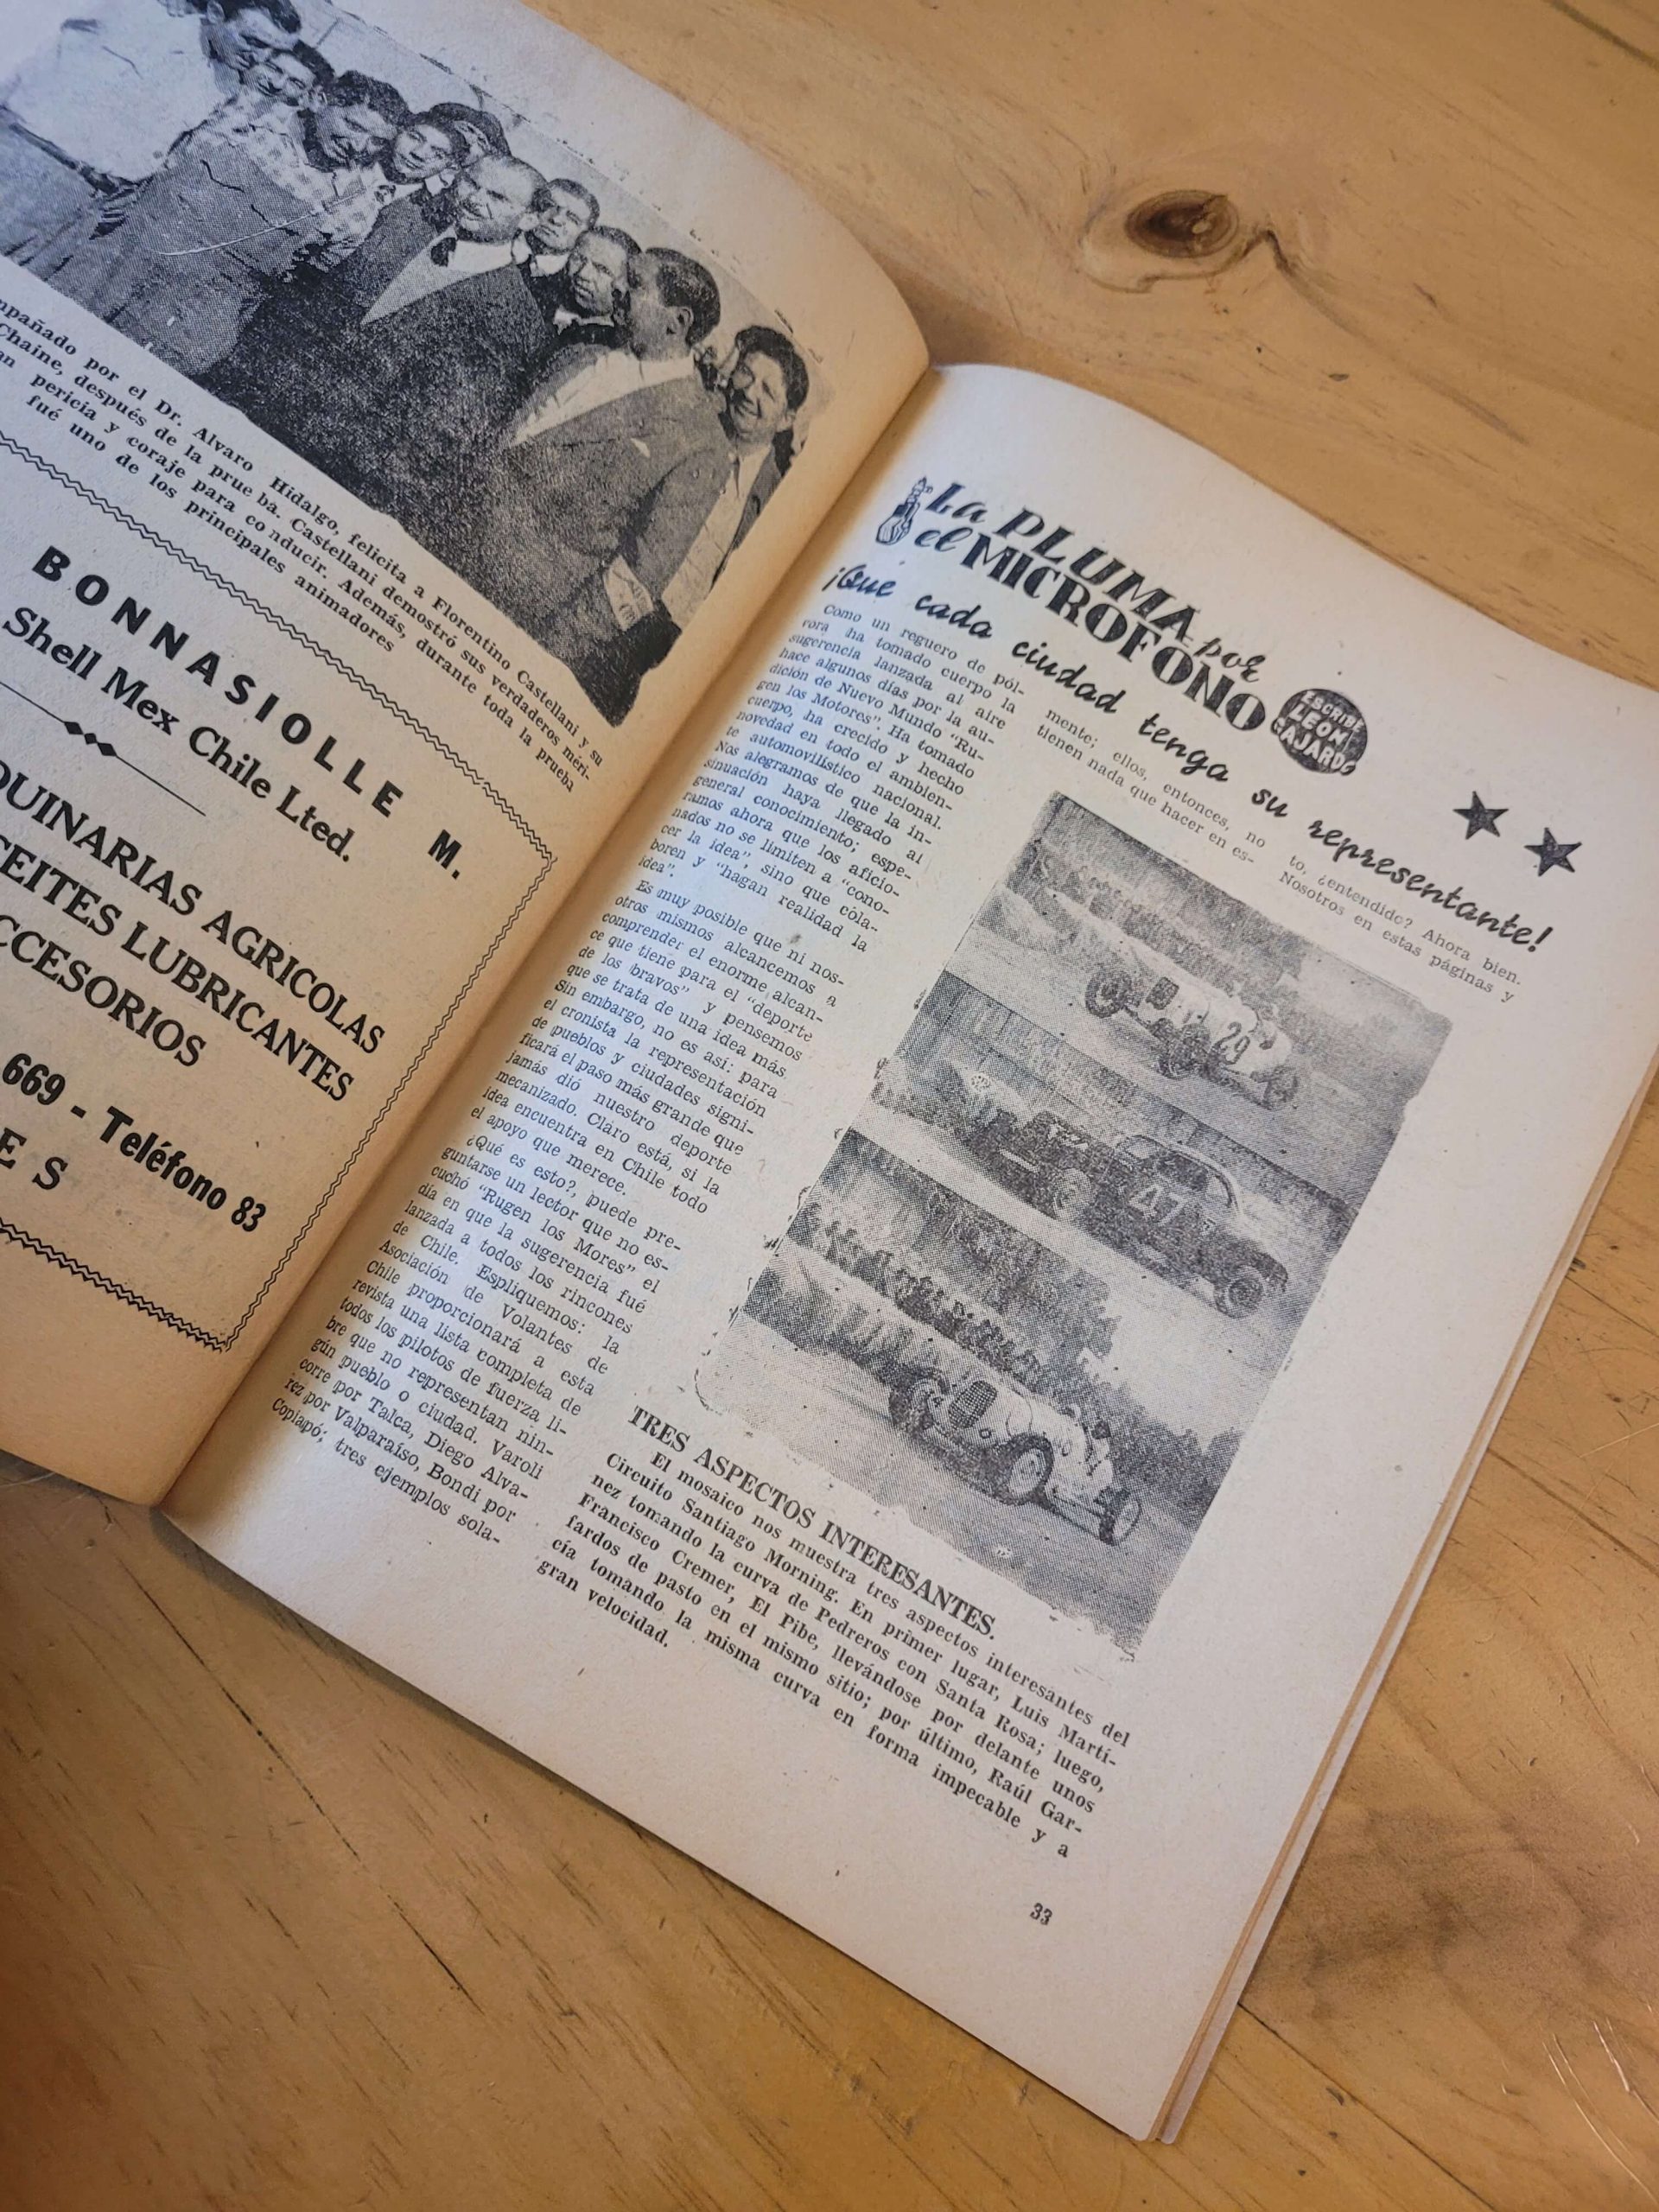 mpañado por el Dr. Alvaro Hidalgo, felicita a Florentino Castellani y su
Chaine, después de la prue ba. Castellani demostró sus verdaderos méri-
an pericia y coraje para co nducir. Además, durante toda la prueba
fué uno de los principales animadores
BONNASIOLLE M.
Shell Mex Chile Lted.
QUINARIAS AGRICOLAS
CEITES LUBRICANTES
CCESORIOS
669 - Teléfono 83
E S
La PLUMA por
el MICROFONO
ESCRIBE
LEON
GAJARDO
¡Que cada ciudad tenga su representante!
Como un reguero de pól-
vora ha tomado cuerpo la
sugerencia lanzada al aire
hace algunos días por la au-
dición de Nuevo Mundo "Ru-
gen los Motores". Ha tomado
cuerpo, ha crecido y hecho
novedad en todo el ambien-
te automovilístico nacional.
Nos alegramos de que la in-
sinuación haya llegado al
general conocimiento; espe-
ramos ahora que los aficio-
nados no se limiten a "cono-
cer la idea", sino que cola-
boren y "hagan realidad la
idea".
Es muy posible que ni nos-
otros mismos alcancemos a
comprender el enorme alcan-
ce que tiene para el "deporte
de los bravos" y pensemos
que se trata de una idea más.
Sin embargo, no es así: para
el cronista la representación
de pueblos y ciudades signi-
ficará el paso más grande que
jamás dió nuestro deporte
mecanizado. Claro está, si la
idea encuentra en Chile todo
el apoyo que merece.
¿Qué es esto?, puede pre-
guntarse un lector que no es-
cuchó "Rugen los Mores" el
día en que la sugerencia fué
lanzada a todos los rincones
de Chile. Espliquemos: la
Asociación de Volantes de
Chile proporcionará a esta
revista una lista completa de
todos los pilotos de fuerza li-
bre que no representan nin-
gún pueblo o ciudad. Varoli
corre por Talca, Diego Alva-
rez por Valparaíso, Bondi por
Copiapó; tres ejemplos sola-
mente; ellos, entonces, no
tienen nada que hacer en es-
to, ¿entendido? Ahora bien.
Nosotros en estas páginas y
29
47
TRES ASPECTOS INTERESANTES.
El mosaico nos muestra tres aspectos interesantes del
Circuito Santiago Morning. En primer lugar, Luis Martí-
nez tomando la curva de Pedreros con Santa Rosa; luego,
Francisco Cremer, El Pibe, llevándose por delante unos
fardos de pasto en el mismo sitio; por último, Raúl Gar-
cía tomando la misma curva en forma impecable y a
gran velocidad.
33